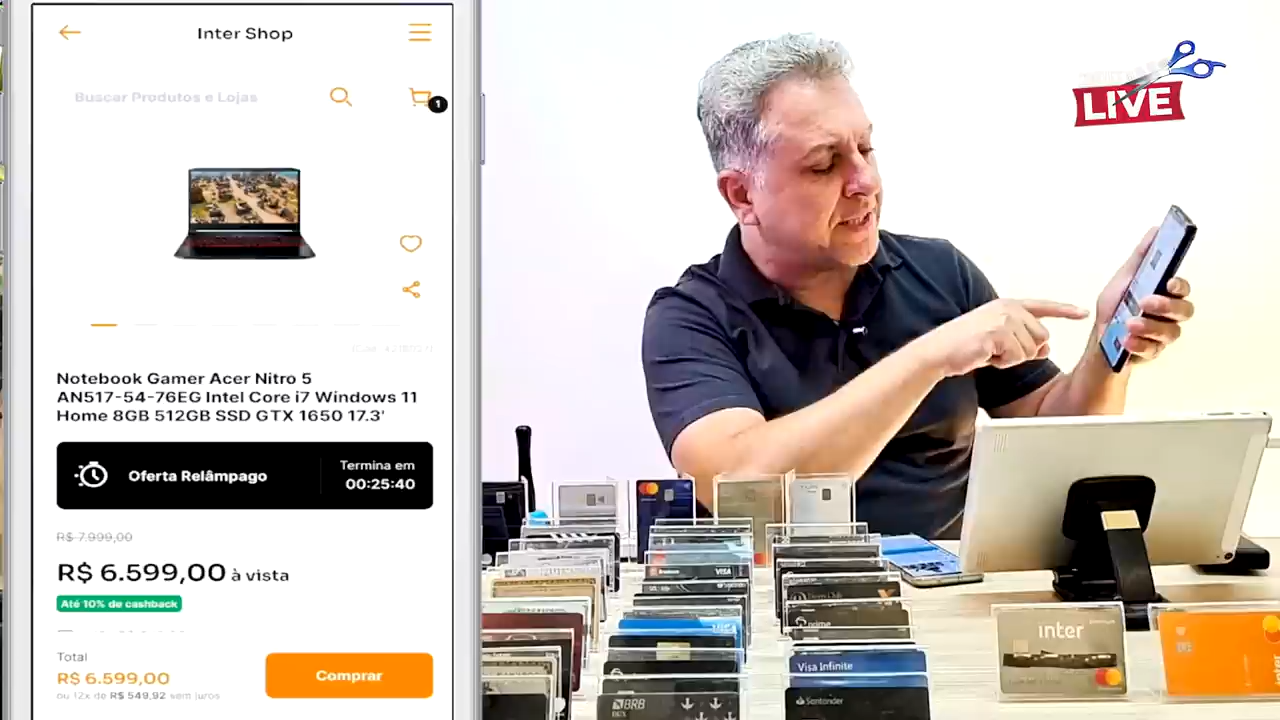 Inter Shop
Buscar Produtos e Lojas
1
Notebook Gamer Acer Nitro 5
AN517-54-76EG Intel Core i7 Windows 11
Home 8GB 512GB SSD GTX 1650 17.3'
Oferta Relâmpago
Termina em
00:25:40
R$ 7.999,00
R$ 6.599,00 à vista
Até 10% de cashback
Total
R$ 6.599,00
ou 12x de R$ 549,92 sem juros
Comprar
LIVE
VISA
prime
Visa Infinite
Santander
BRB
inter